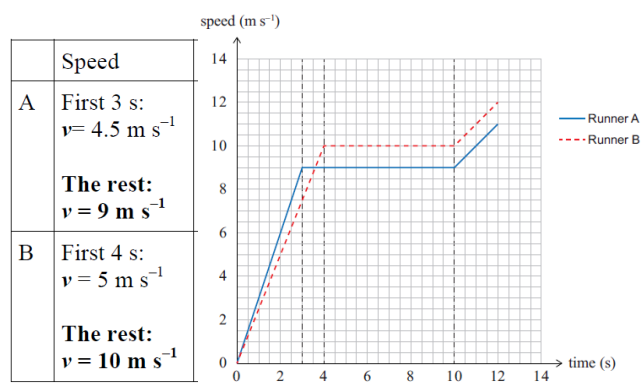 Speed
A
First 3 s:
v= 4.5 m s⁻¹
The rest:
v = 9 m s⁻¹
B
First 4 s:
v = 5 m s⁻¹
The rest:
v = 10 m s⁻¹
speed (m s⁻¹)
14
12
10
8
6
4
2
0
0 2 4 6 8 10 12 14
time (s)
Runner A
Runner B